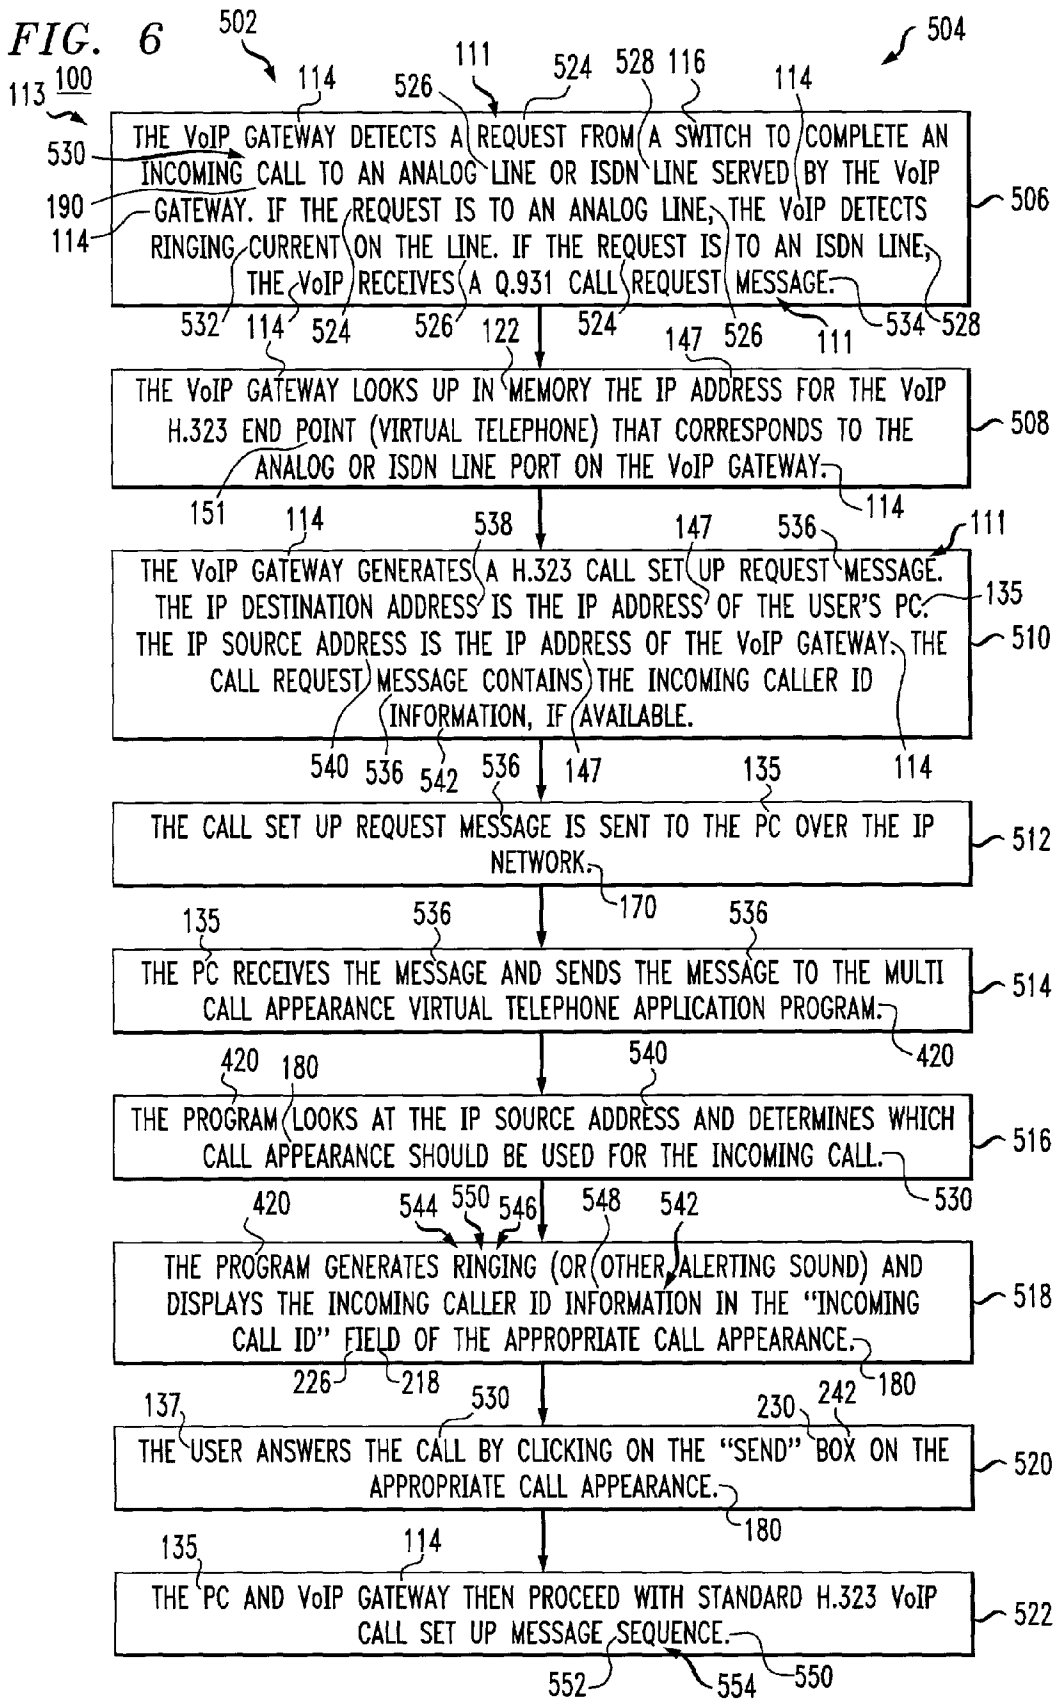 FIG. 6
502
504
100
113
114
526
111
524
528
116
114
THE VoIP GATEWAY DETECTS A REQUEST FROM A SWITCH TO COMPLETE AN
530
INCOMING CALL TO AN ANALOG LINE OR ISDN LINE SERVED BY THE VoIP
190
GATEWAY. IF THE REQUEST IS TO AN ANALOG LINE, THE VoIP DETECTS
506
114
RINGING CURRENT ON THE LINE. IF THE REQUEST IS TO AN ISDN LINE,
THE VoIP RECEIVES A Q.931 CALL REQUEST MESSAGE.
532
114
524
526
524
526
111
534
528
122
147
THE VoIP GATEWAY LOOKS UP IN MEMORY THE IP ADDRESS FOR THE VoIP
H.323 END POINT (VIRTUAL TELEPHONE) THAT CORRESPONDS TO THE
508
ANALOG OR ISDN LINE PORT ON THE VoIP GATEWAY.
151
114
114
538
147
536
111
THE VoIP GATEWAY GENERATES A H.323 CALL SET UP REQUEST MESSAGE.
THE IP DESTINATION ADDRESS IS THE IP ADDRESS OF THE USER'S PC.
135
THE IP SOURCE ADDRESS IS THE IP ADDRESS OF THE VoIP GATEWAY. THE
510
CALL REQUEST MESSAGE CONTAINS THE INCOMING CALLER ID
INFORMATION, IF AVAILABLE.
540
536
542
536
147
135
114
THE CALL SET UP REQUEST MESSAGE IS SENT TO THE PC OVER THE IP
512
NETWORK.
170
135
536
536
THE PC RECEIVES THE MESSAGE AND SENDS THE MESSAGE TO THE MULTI
514
CALL APPEARANCE VIRTUAL TELEPHONE APPLICATION PROGRAM.
420
420
180
540
THE PROGRAM LOOKS AT THE IP SOURCE ADDRESS AND DETERMINES WHICH
516
CALL APPEARANCE SHOULD BE USED FOR THE INCOMING CALL.
530
420
544
550
546
548
542
THE PROGRAM GENERATES RINGING (OR OTHER ALERTING SOUND) AND
DISPLAYS THE INCOMING CALLER ID INFORMATION IN THE "INCOMING
518
CALL ID" FIELD OF THE APPROPRIATE CALL APPEARANCE.
226
218
180
137
530
230
242
THE USER ANSWERS THE CALL BY CLICKING ON THE "SEND" BOX ON THE
520
APPROPRIATE CALL APPEARANCE.
180
135
114
THE PC AND VoIP GATEWAY THEN PROCEED WITH STANDARD H.323 VoIP
522
CALL SET UP MESSAGE SEQUENCE.
552
554
550